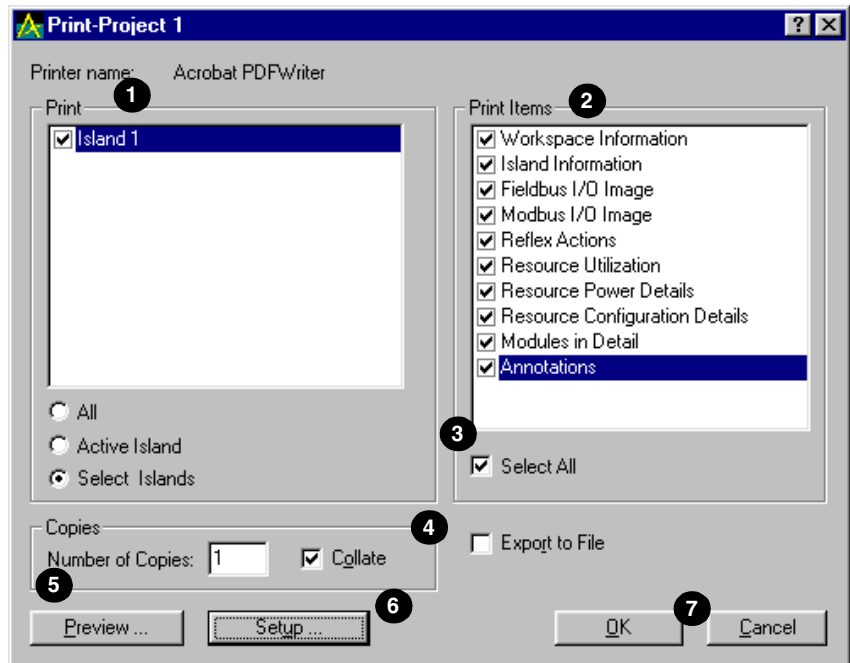 Print-Project 1
Printer name: Acrobat PDFWriter
1
Print
Island 1
All
Active Island
Select Islands
2
Print Items
Workspace Information
Island Information
Fieldbus I/O Image
Modbus I/O Image
Reflex Actions
Resource Utilization
Resource Power Details
Resource Configuration Details
Modules in Detail
Annotations
3
Select All
Copies
4
Number of Copies: 1 Collate
Export to File
5
Preview ...
6
Setup ...
OK
7
Cancel